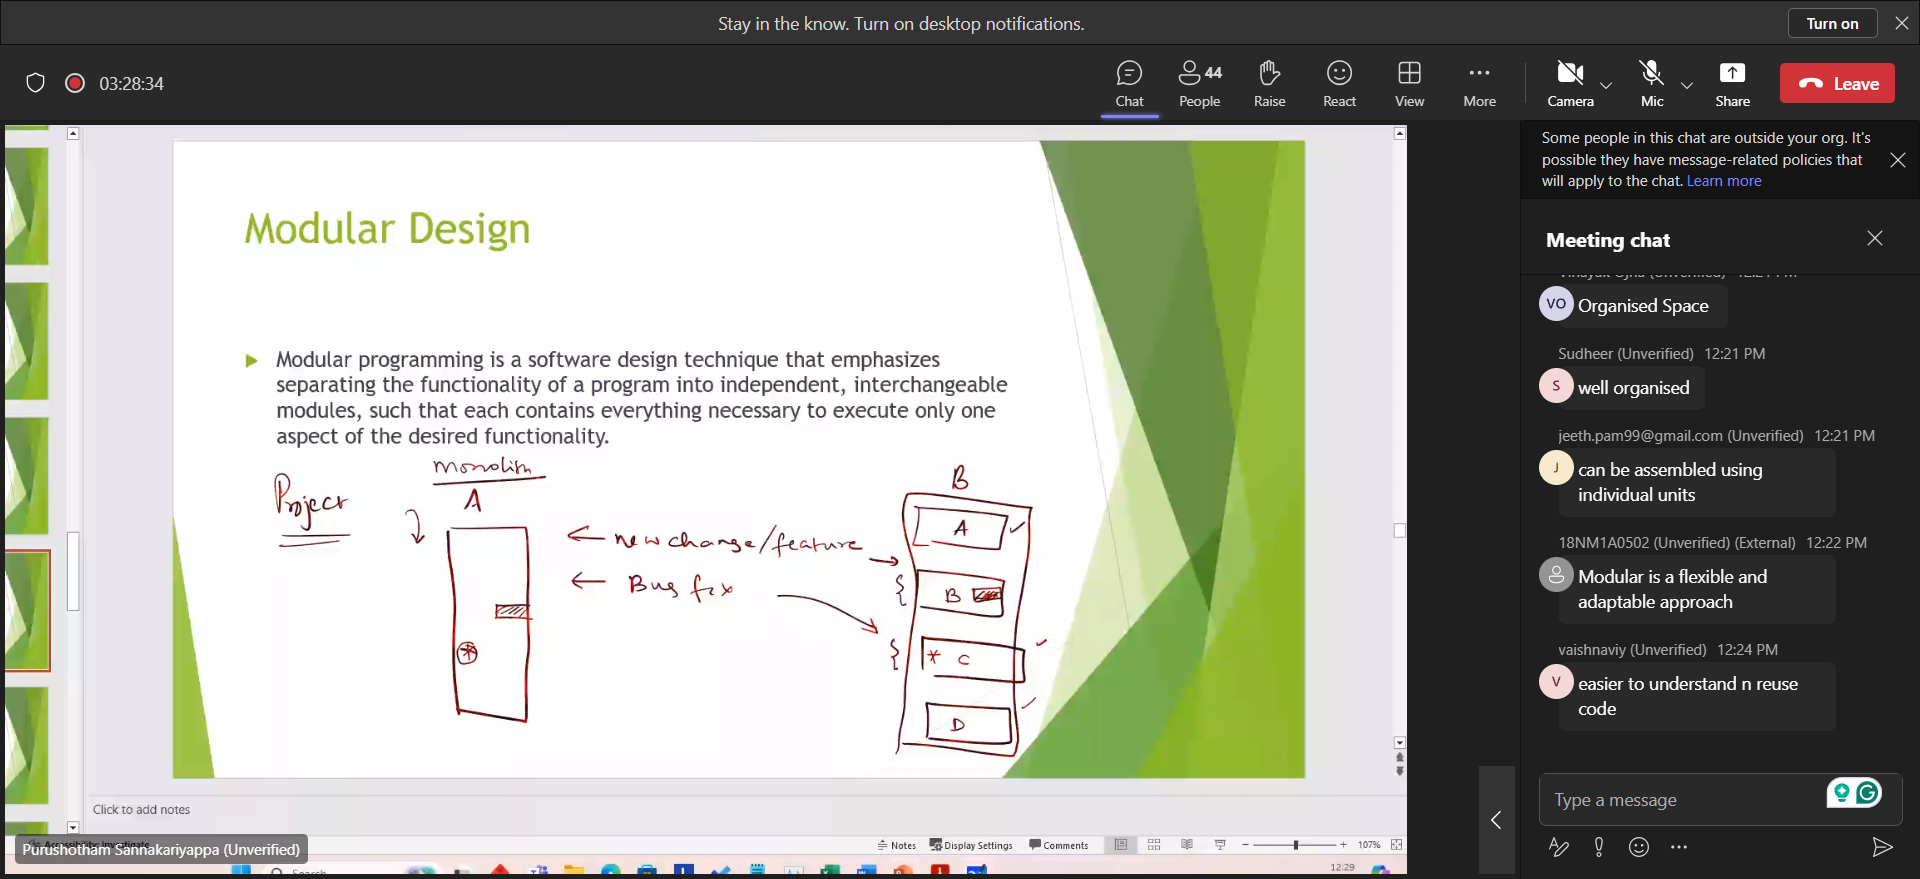 Stay in the know. Turn on desktop notifications.
Turn on
03:28:34
Chat
People
44
Raise
React
View
More
Camera
Mic
Share
Leave
Modular Design
Modular programming is a software design technique that emphasizes
separating the functionality of a program into independent, interchangeable
modules, such that each contains everything necessary to execute only one
aspect of the desired functionality.
Project
A
new change/feature
Bug fix
B
A
B
* C
D
*
Click to add notes
Purushotham Sannakariyappa (Unverified)
Notes
Display Settings
Comments
107%
Search
12:29
Some people in this chat are outside your org. It's
possible they have message-related policies that
will apply to the chat. Learn more
Meeting chat
VO
Organised Space
Sudheer (Unverified) 12:21 PM
S
well organised
jeeth.pam99@gmail.com (Unverified) 12:21 PM
J
can be assembled using
individual units
18NM1A0502 (Unverified) (External) 12:22 PM
Modular is a flexible and
adaptable approach
vaishnaviy (Unverified) 12:24 PM
V
easier to understand n reuse
code
Type a message